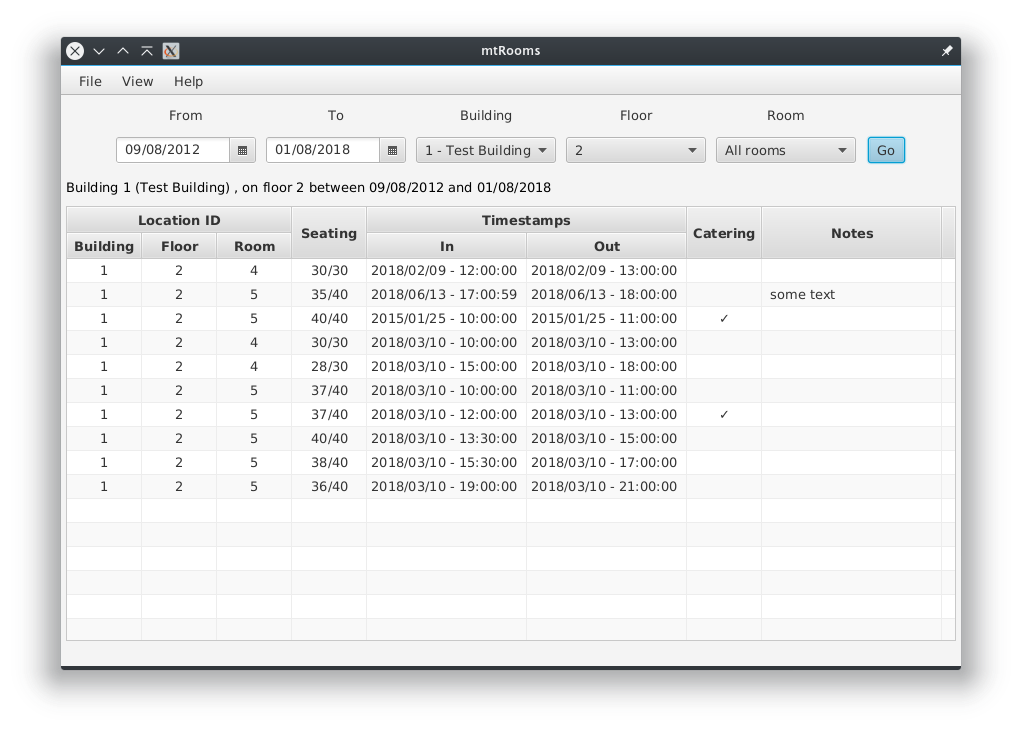 mtRooms
File View Help
From To Building Floor Room
09/08/2012 01/08/2018 1 - Test Building 2 All rooms Go
Building 1 (Test Building) , on floor 2 between 09/08/2012 and 01/08/2018
Location ID Seating Timestamps Catering Notes
Building Floor Room In Out
1 2 4 30/30 2018/02/09 - 12:00:00 2018/02/09 - 13:00:00
1 2 5 35/40 2018/06/13 - 17:00:59 2018/06/13 - 18:00:00 some text
1 2 5 40/40 2015/01/25 - 10:00:00 2015/01/25 - 11:00:00 ✓
1 2 4 30/30 2018/03/10 - 10:00:00 2018/03/10 - 13:00:00
1 2 4 28/30 2018/03/10 - 15:00:00 2018/03/10 - 18:00:00
1 2 5 37/40 2018/03/10 - 10:00:00 2018/03/10 - 11:00:00
1 2 5 37/40 2018/03/10 - 12:00:00 2018/03/10 - 13:00:00 ✓
1 2 5 40/40 2018/03/10 - 13:30:00 2018/03/10 - 15:00:00
1 2 5 38/40 2018/03/10 - 15:30:00 2018/03/10 - 17:00:00
1 2 5 36/40 2018/03/10 - 19:00:00 2018/03/10 - 21:00:00